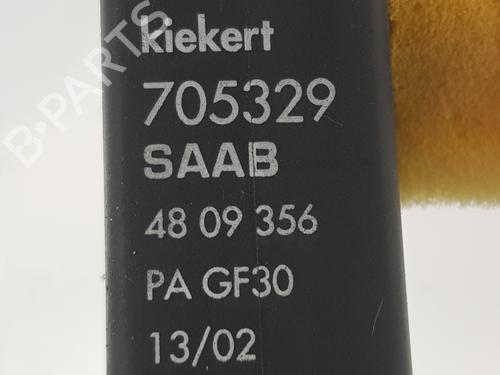 kiekert
705329
SAAB
48 09 356
PA GF30
13/02
B-PARTS